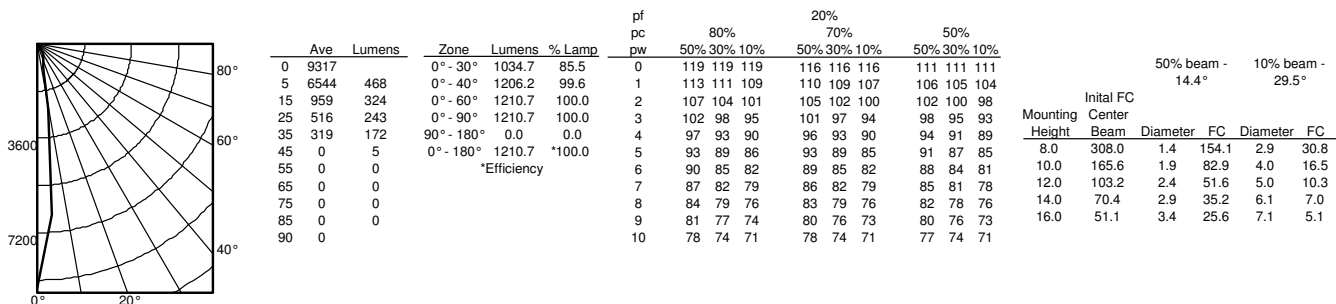 3600
7200
80°
60°
40°
0°
20°
Ave Lumens
0 9317
5 6544 468
15 959 324
25 516 243
35 319 172
45 0 5
55 0 0
65 0 0
75 0 0
85 0 0
90 0
Zone Lumens % Lamp
0° - 30° 1034.7 85.5
0° - 40° 1206.2 99.6
0° - 60° 1210.7 100.0
0° - 90° 1210.7 100.0
90° - 180° 0.0 0.0
0° - 180° 1210.7 *100.0
*Efficiency
pf 20%
pc 80% 70% 50%
pw 50% 30% 10% 50% 30% 10% 50% 30% 10%
0 119 119 119 116 116 116 111 111 111
1 113 111 109 110 109 107 106 105 104
2 107 104 101 105 102 100 102 100 98
3 102 98 95 101 97 94 98 95 93
4 97 93 90 96 93 90 94 91 89
5 93 89 86 93 89 85 91 87 85
6 90 85 82 89 85 82 88 84 81
7 87 82 79 86 82 79 85 81 78
8 84 79 76 83 79 76 82 78 76
9 81 77 74 80 76 73 80 76 73
10 78 74 71 78 74 71 77 74 71
50% beam - 10% beam -
14.4° 29.5°
Inital FC
Mounting Center
Height Beam Diameter FC Diameter FC
8.0 308.0 1.4 154.1 2.9 30.8
10.0 165.6 1.9 82.9 4.0 16.5
12.0 103.2 2.4 51.6 5.0 10.3
14.0 70.4 2.9 35.2 6.1 7.0
16.0 51.1 3.4 25.6 7.1 5.1